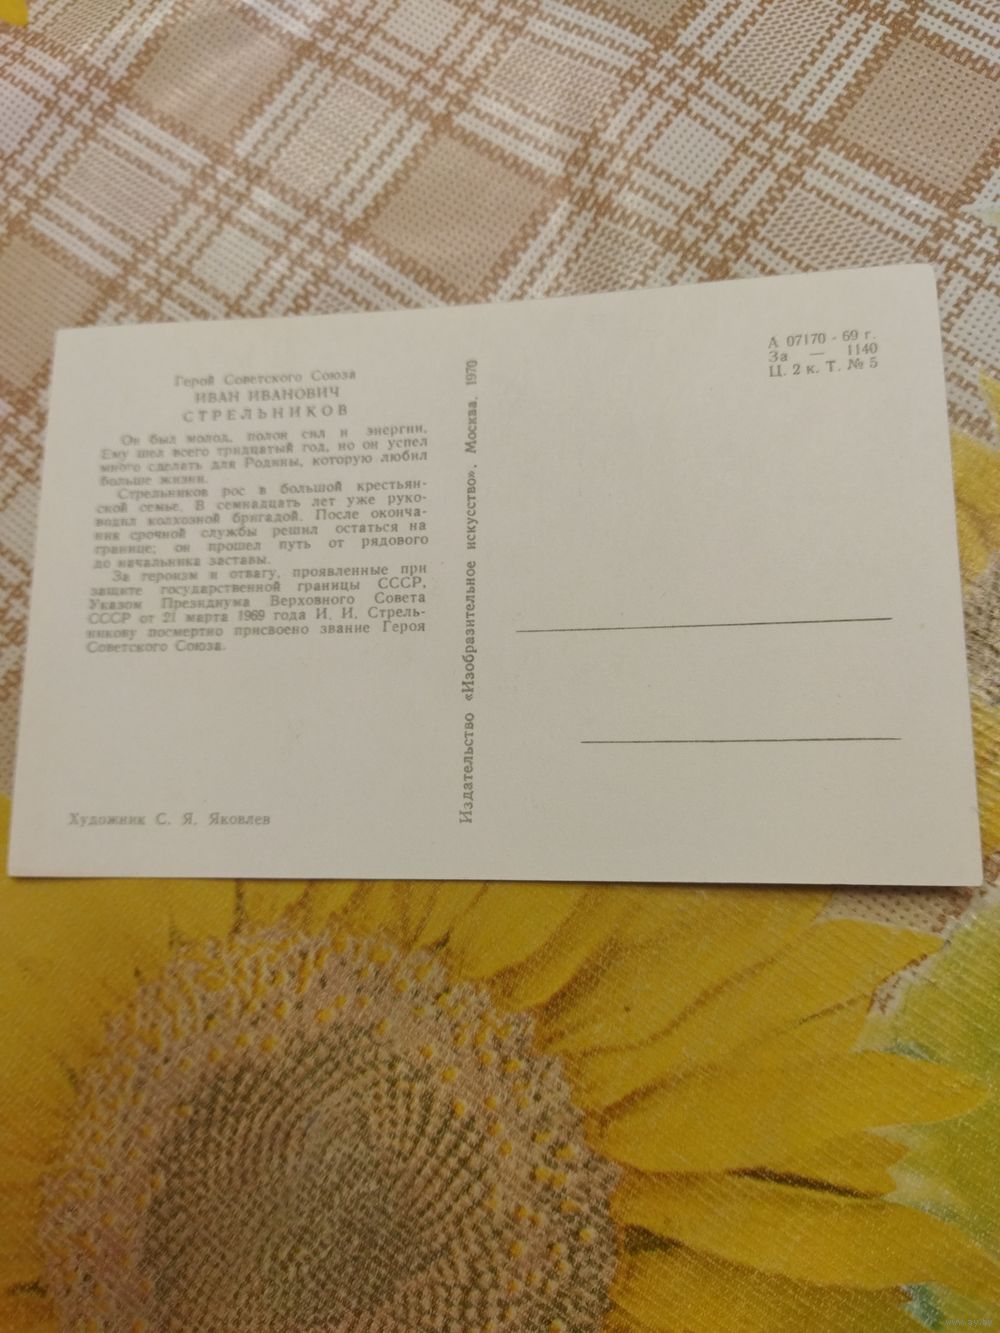 Герой Советского Союза
ИВАН ИВАНОВИЧ
СТРЕЛЬНИКОВ
Он был молод, полон сил и энергии.
Ему шел всего тридцатый год, но он успел
много сделать для Родины, которую любил
больше жизни.
Стрельников рос в большой крестьян-
ской семье. В семнадцать лет уже руко-
водил колхозной бригадой. После оконча-
ния срочной службы решил остаться на
границе; он прошел путь от рядового
до начальника заставы.
За героизм и отвагу, проявленные при
защите государственной границы СССР,
Указом Президиума Верховного Совета
СССР от 21 марта 1969 года И. И. Стрель-
никову посмертно присвоено звание Героя
Советского Союза.
Художник С. Я. Яковлев
Издательство «Изобразительное искусство». Москва. 1970
А 07170 - 69 г.
За — 1140
Ц. 2 к. Т. № 5
www.ay.by